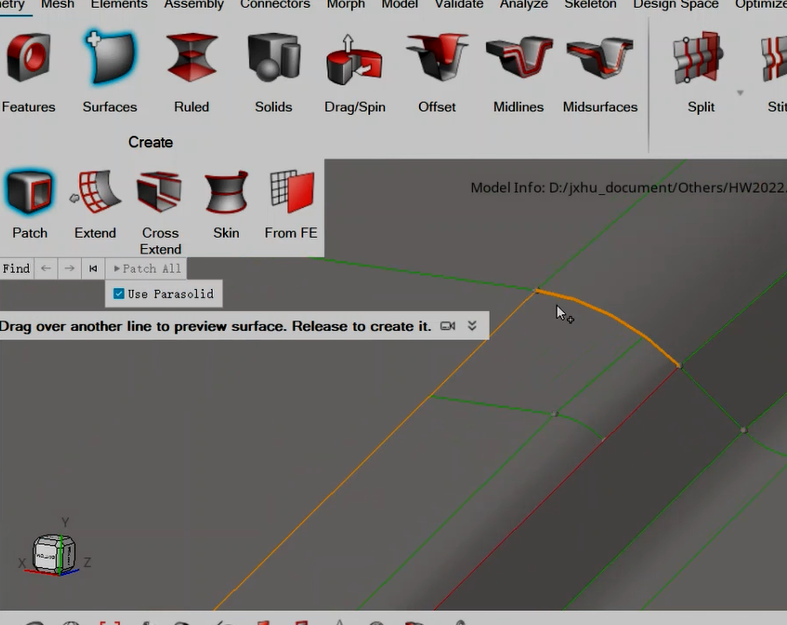 etry Mesh Elements Assembly Connectors Morph Model Validate Analyze Skeleton Design Space Optimize
Features Surfaces Ruled Solids Drag/Spin Offset Midlines Midsurfaces Split Stit
Create
Patch Extend Cross Extend Skin From FE
Model Info: D:/jxhu_document/Others/HW2022.
Find ← → Patch All
Use Parasolid
Drag over another line to preview surface. Release to create it.
Y
X Z